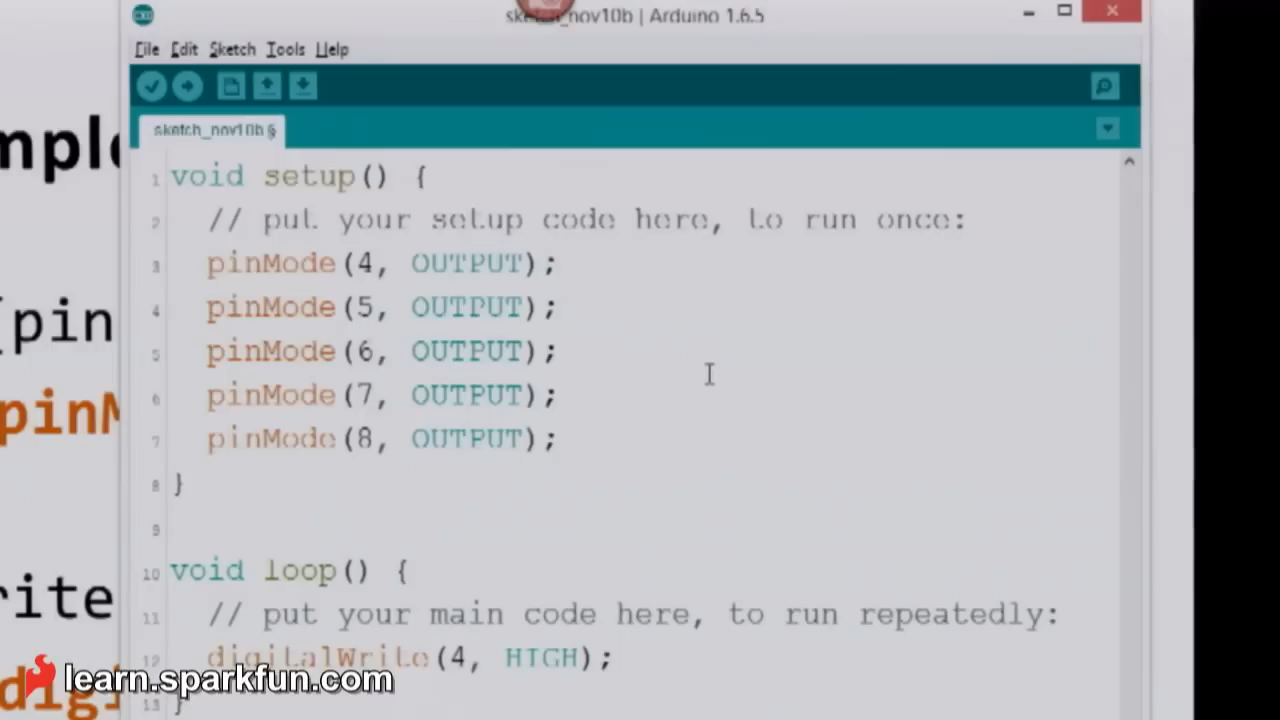 sketch_nov10b | Arduino 1.6.5
File Edit Sketch Tools Help
sketch_nov10b §
1 void setup() {
2 // put your setup code here, to run once:
3 pinMode(4, OUTPUT);
4 pinMode(5, OUTPUT);
5 pinMode(6, OUTPUT);
6 pinMode(7, OUTPUT);
7 pinMode(8, OUTPUT);
8 }
9
10 void loop() {
11 // put your main code here, to run repeatedly:
12 digitalWrite(4, HIGH);
13 }
mple
(pin
pinM
rite
digi
learn.sparkfun.com